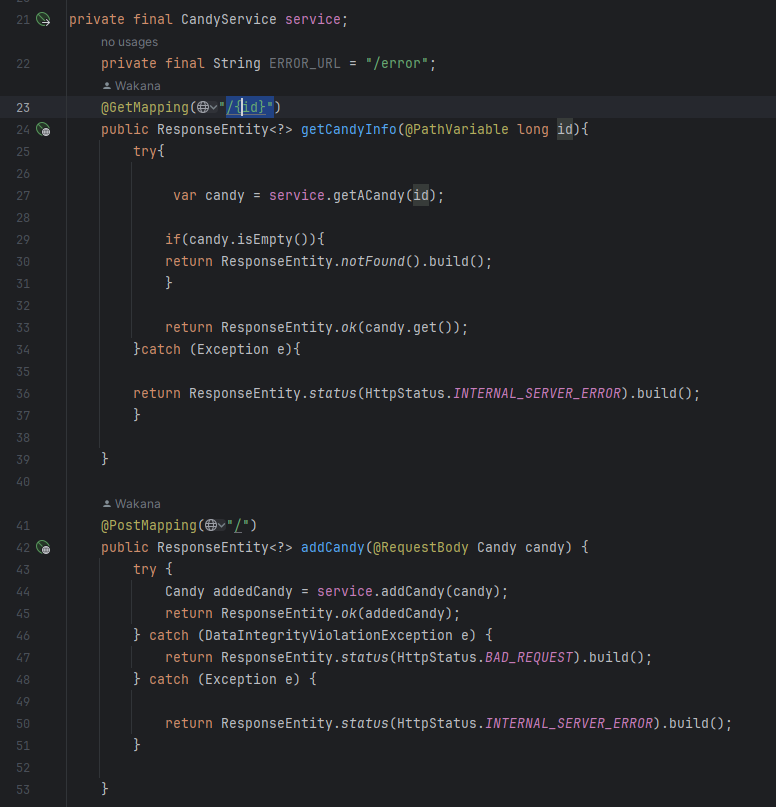 21 private final CandyService service;
no usages
22 private final String ERROR_URL = "/error";
Wakana
23 @GetMapping("/{id}")
24 public ResponseEntity<?> getCandyInfo(@PathVariable long id){
25 try{
26
27 var candy = service.getACandy(id);
28
29 if(candy.isEmpty()){
30 return ResponseEntity.notFound().build();
31 }
32
33 return ResponseEntity.ok(candy.get());
34 }catch (Exception e){
35
36 return ResponseEntity.status(HttpStatus.INTERNAL_SERVER_ERROR).build();
37 }
38
39 }
40
Wakana
41 @PostMapping("/")
42 public ResponseEntity<?> addCandy(@RequestBody Candy candy) {
43 try {
44 Candy addedCandy = service.addCandy(candy);
45 return ResponseEntity.ok(addedCandy);
46 } catch (DataIntegrityViolationException e) {
47 return ResponseEntity.status(HttpStatus.BAD_REQUEST).build();
48 } catch (Exception e) {
49
50 return ResponseEntity.status(HttpStatus.INTERNAL_SERVER_ERROR).build();
51 }
52
53 }